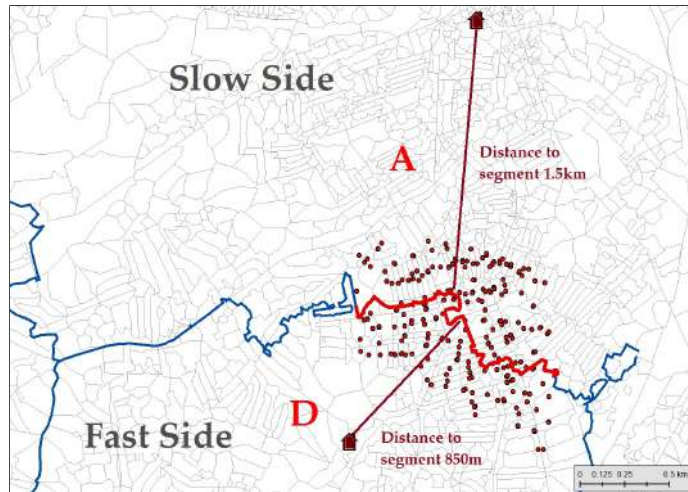 Slow Side
A
Distance to
segment 1.5km
D
Fast Side
Distance to
segment 850m
0 0.125 0.25 0.5 km